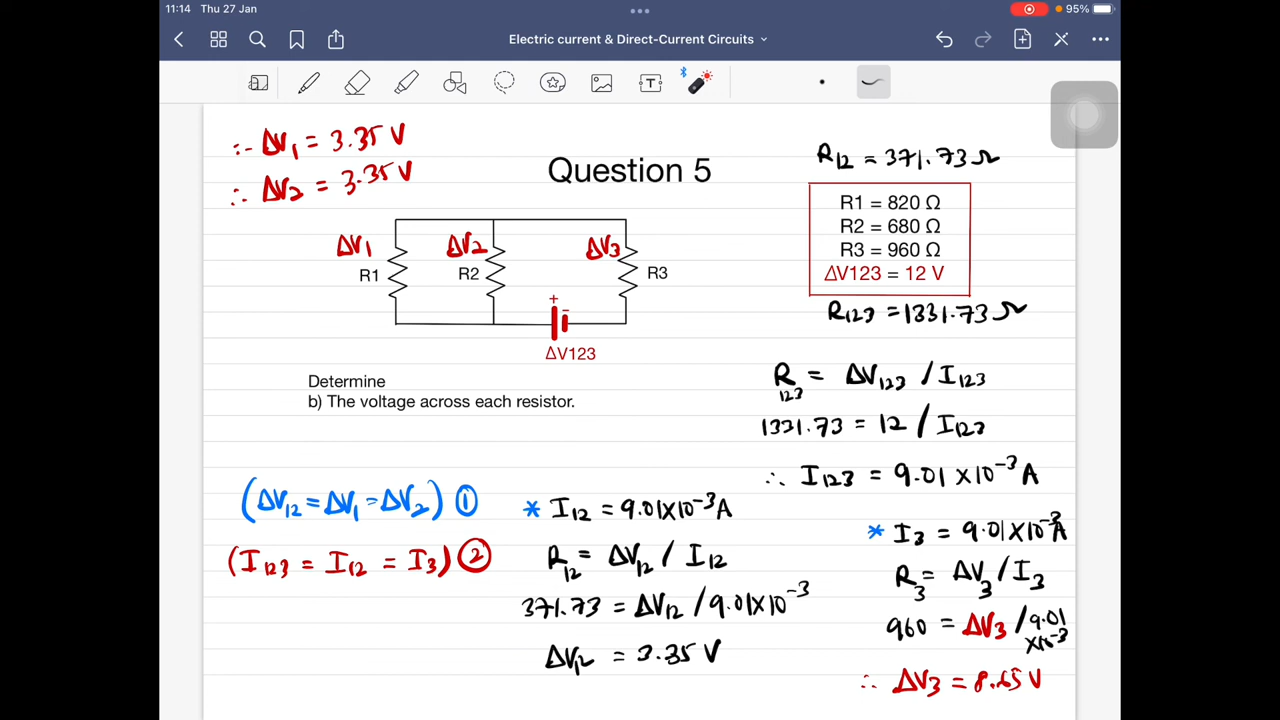 11:14 Thu 27 Jan
95%
Electric current & Direct-Current Circuits
∴ ΔV1 = 3.35 V
∴ ΔV2 = 3.35 V
Question 5
R12 = 371.73 Ω
R1 = 820 Ω
R2 = 680 Ω
R3 = 960 Ω
ΔV123 = 12 V
R123 = 1331.73 Ω
ΔV1
ΔV2
ΔV3
R1
R2
R3
+
-
ΔV123
Determine
b) The voltage across each resistor.
R123 = ΔV123 / I123
1331.73 = 12 / I123
∴ I123 = 9.01 X10⁻³ A
(ΔV12 = ΔV1 = ΔV2) ①
(I123 = I12 = I3) ②
* I12 = 9.01X10⁻³A
R12 = ΔV12 / I12
371.73 = ΔV12 / 9.01X10⁻³
ΔV12 = 3.35 V
* I3 = 9.01X10⁻³A
R3 = ΔV3 / I3
960 = ΔV3 / 9.01
X10⁻³
∴ ΔV3 = 8.65 V